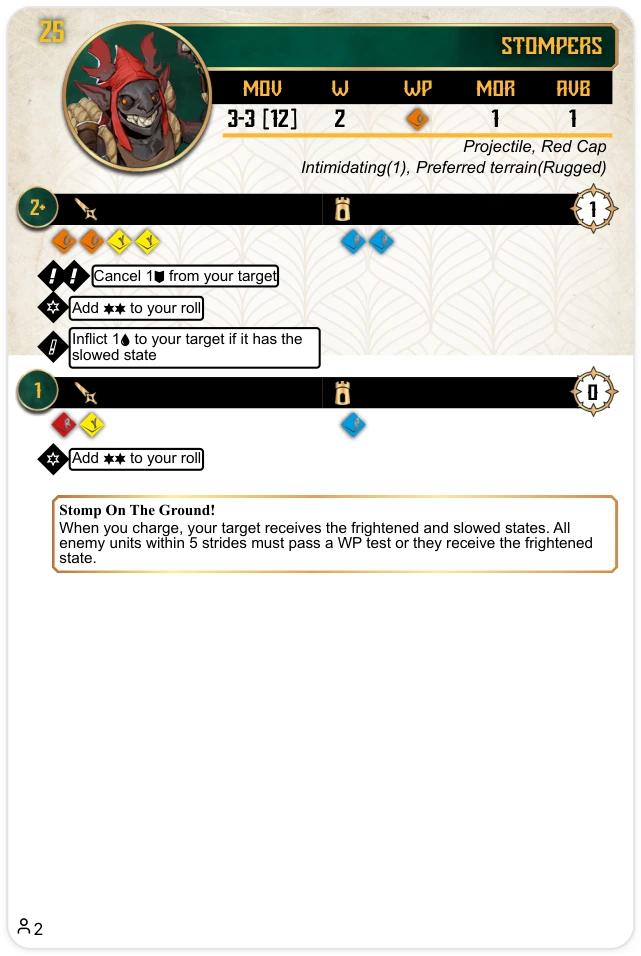 25
STOMPERS
MOV W WP MOR AVB
3-3 [12] 2 1 1
Projectile, Red Cap
Intimidating(1), Preferred terrain(Rugged)
2+ 1
Cancel 1 from your target
Add ✶✶ to your roll
Inflict 1 to your target if it has the
slowed state
1 0
Add ✶✶ to your roll
Stomp On The Ground!
When you charge, your target receives the frightened and slowed states. All
enemy units within 5 strides must pass a WP test or they receive the frightened
state.
2